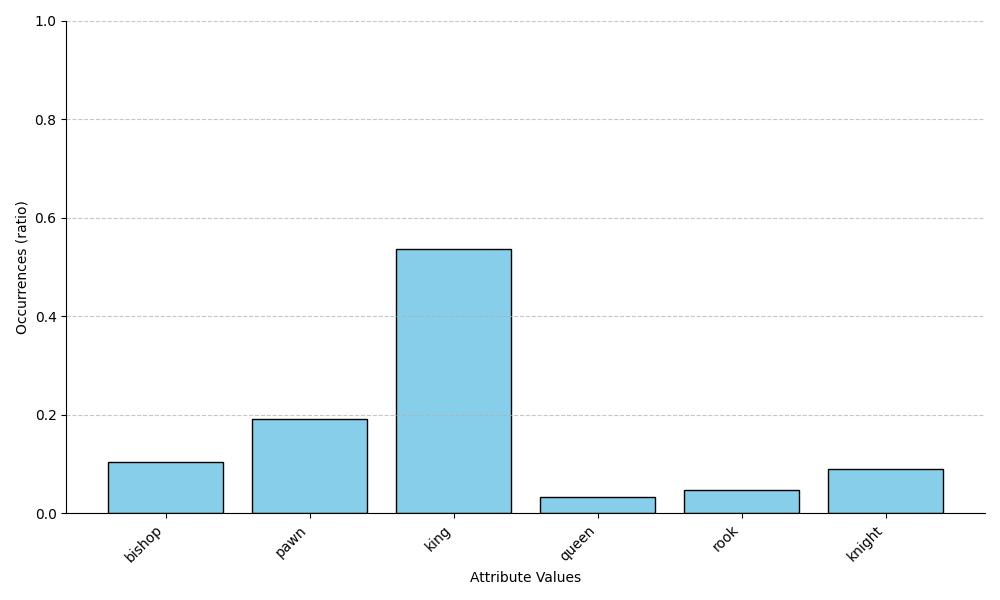 1.0
0.8
0.6
0.4
0.2
0.0
Occurrences (ratio)
bishop
pawn
king
queen
rook
knight
Attribute Values